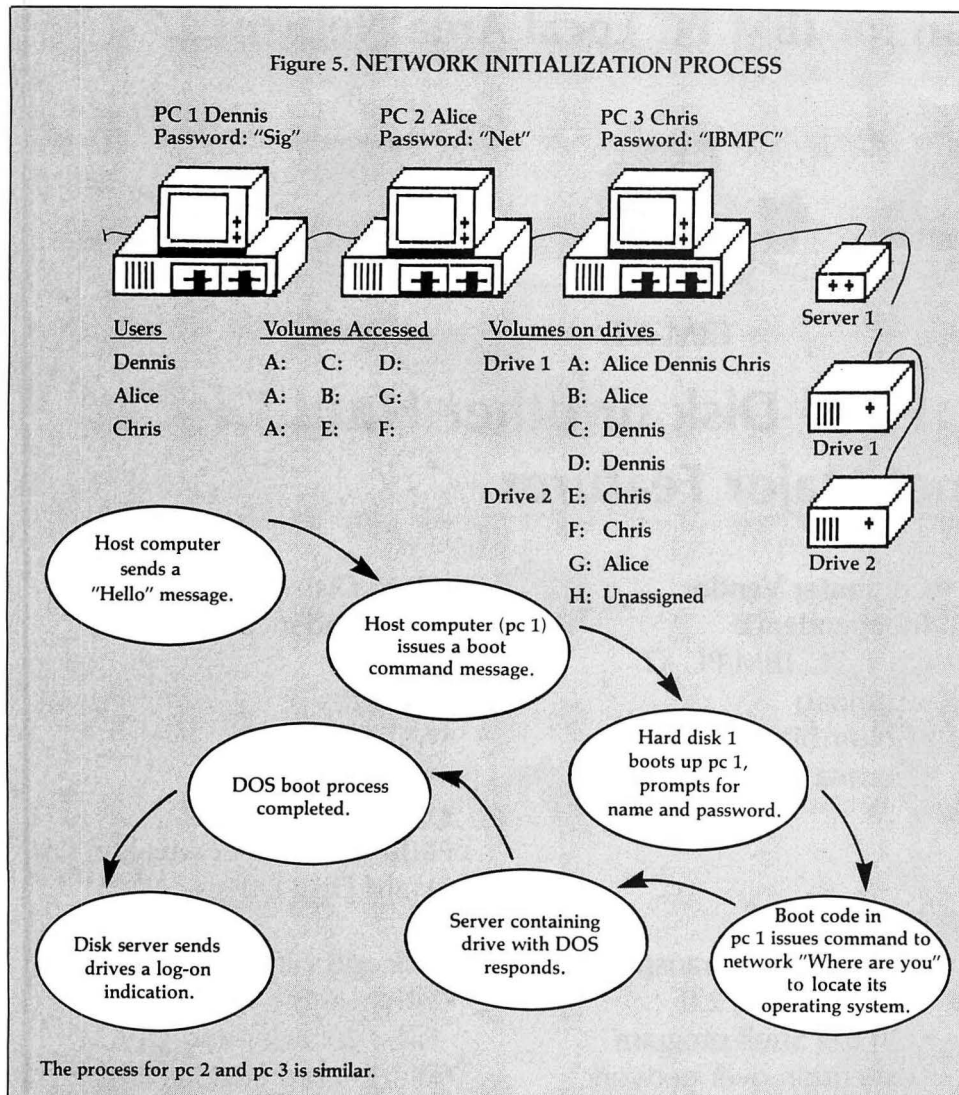 Figure 5. NETWORK INITIALIZATION PROCESS
PC 1 Dennis
Password: "Sig"
PC 2 Alice
Password: "Net"
PC 3 Chris
Password: "IBMPC"
Server 1
Drive 1
Drive 2
Users Volumes Accessed
Dennis A: C: D:
Alice A: B: G:
Chris A: E: F:
Volumes on drives
Drive 1 A: Alice Dennis Chris
B: Alice
C: Dennis
D: Dennis
Drive 2 E: Chris
F: Chris
G: Alice
H: Unassigned
Host computer
sends a
"Hello" message.
Host computer (pc 1)
issues a boot
command message.
Hard disk 1
boots up pc 1,
prompts for
name and password.
Boot code in
pc 1 issues command to
network "Where are you"
to locate its
operating system.
Server containing
drive with DOS
responds.
DOS boot process
completed.
Disk server sends
drives a log-on
indication.
The process for pc 2 and pc 3 is similar.